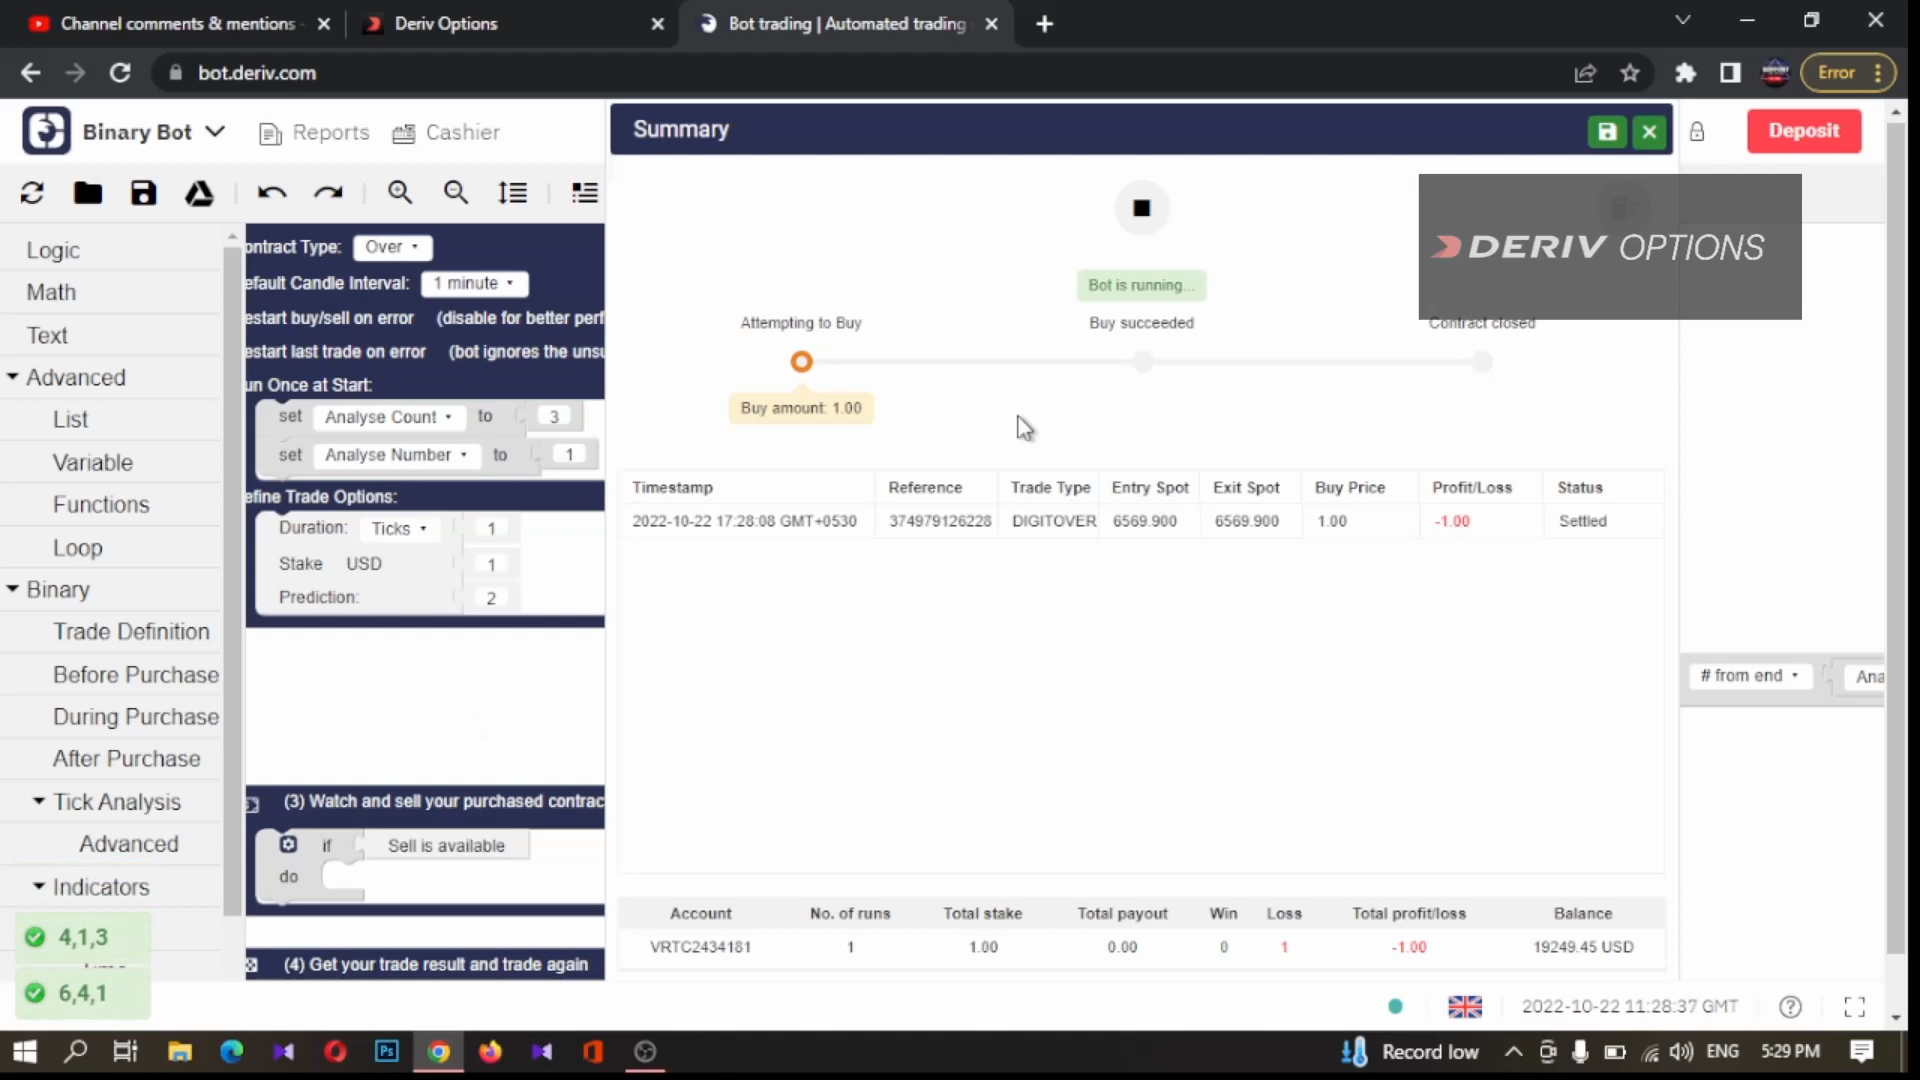 Channel comments & mentions
Deriv Options
Bot trading | Automated trading
bot.deriv.com
Error
Binary Bot
Reports
Cashier
Summary
Deposit
DERIV OPTIONS
Logic
Math
Text
Advanced
List
Variable
Functions
Loop
Binary
Trade Definition
Before Purchase
During Purchase
After Purchase
Tick Analysis
Advanced
Indicators
4,1,3
6,4,1
ontract Type: Over
efault Candle Interval: 1 minute
estart buy/sell on error (disable for better perf
estart last trade on error (bot ignores the unsu
un Once at Start:
set Analyse Count to 3
set Analyse Number to 1
efine Trade Options:
Duration: Ticks 1
Stake USD 1
Prediction: 2
(3) Watch and sell your purchased contrac
if Sell is available
do
(4) Get your trade result and trade again
Bot is running...
Attempting to Buy Buy succeeded Contract closed
Buy amount: 1.00
Timestamp Reference Trade Type Entry Spot Exit Spot Buy Price Profit/Loss Status
2022-10-22 17:28:08 GMT+0530 374979126228 DIGITOVER 6569.900 6569.900 1.00 -1.00 Settled
# from end Ana
Account No. of runs Total stake Total payout Win Loss Total profit/loss Balance
VRTC2434181 1 1.00 0.00 0 1 -1.00 19249.45 USD
2022-10-22 11:28:37 GMT
Ps
Record low
ENG
5:29 PM